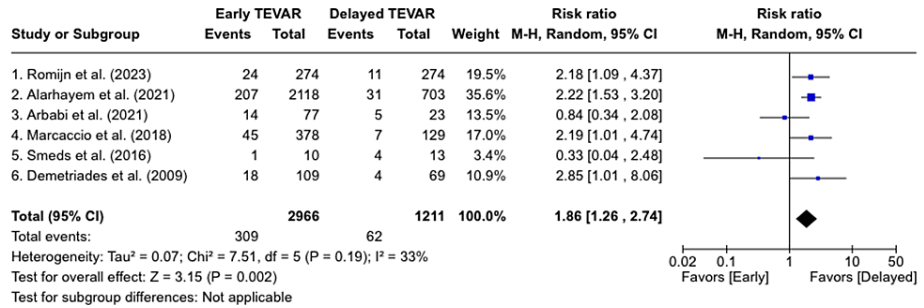 Early TEVAR Delayed TEVAR Risk ratio Risk ratio
Study or Subgroup Events Total Events Total Weight M-H, Random, 95% CI M-H, Random, 95% CI
1. Romijn et al. (2023) 24 274 11 274 19.5% 2.18 [1.09 , 4.37]
2. Alarhayem et al. (2021) 207 2118 31 703 35.6% 2.22 [1.53 , 3.20]
3. Arbabi et al. (2021) 14 77 5 23 13.5% 0.84 [0.34 , 2.08]
4. Marcaccio et al. (2018) 45 378 7 129 17.0% 2.19 [1.01 , 4.74]
5. Smeds et al. (2016) 1 10 4 13 3.4% 0.33 [0.04 , 2.48]
6. Demetriades et al. (2009) 18 109 4 69 10.9% 2.85 [1.01 , 8.06]
Total (95% CI) 2966 1211 100.0% 1.86 [1.26 , 2.74]
Total events: 309 62
Heterogeneity: Tau² = 0.07; Chi² = 7.51, df = 5 (P = 0.19); I² = 33%
0.02 0.1 1 10 50
Test for overall effect: Z = 3.15 (P = 0.002) Favors [Early] Favors [Delayed]
Test for subgroup differences: Not applicable